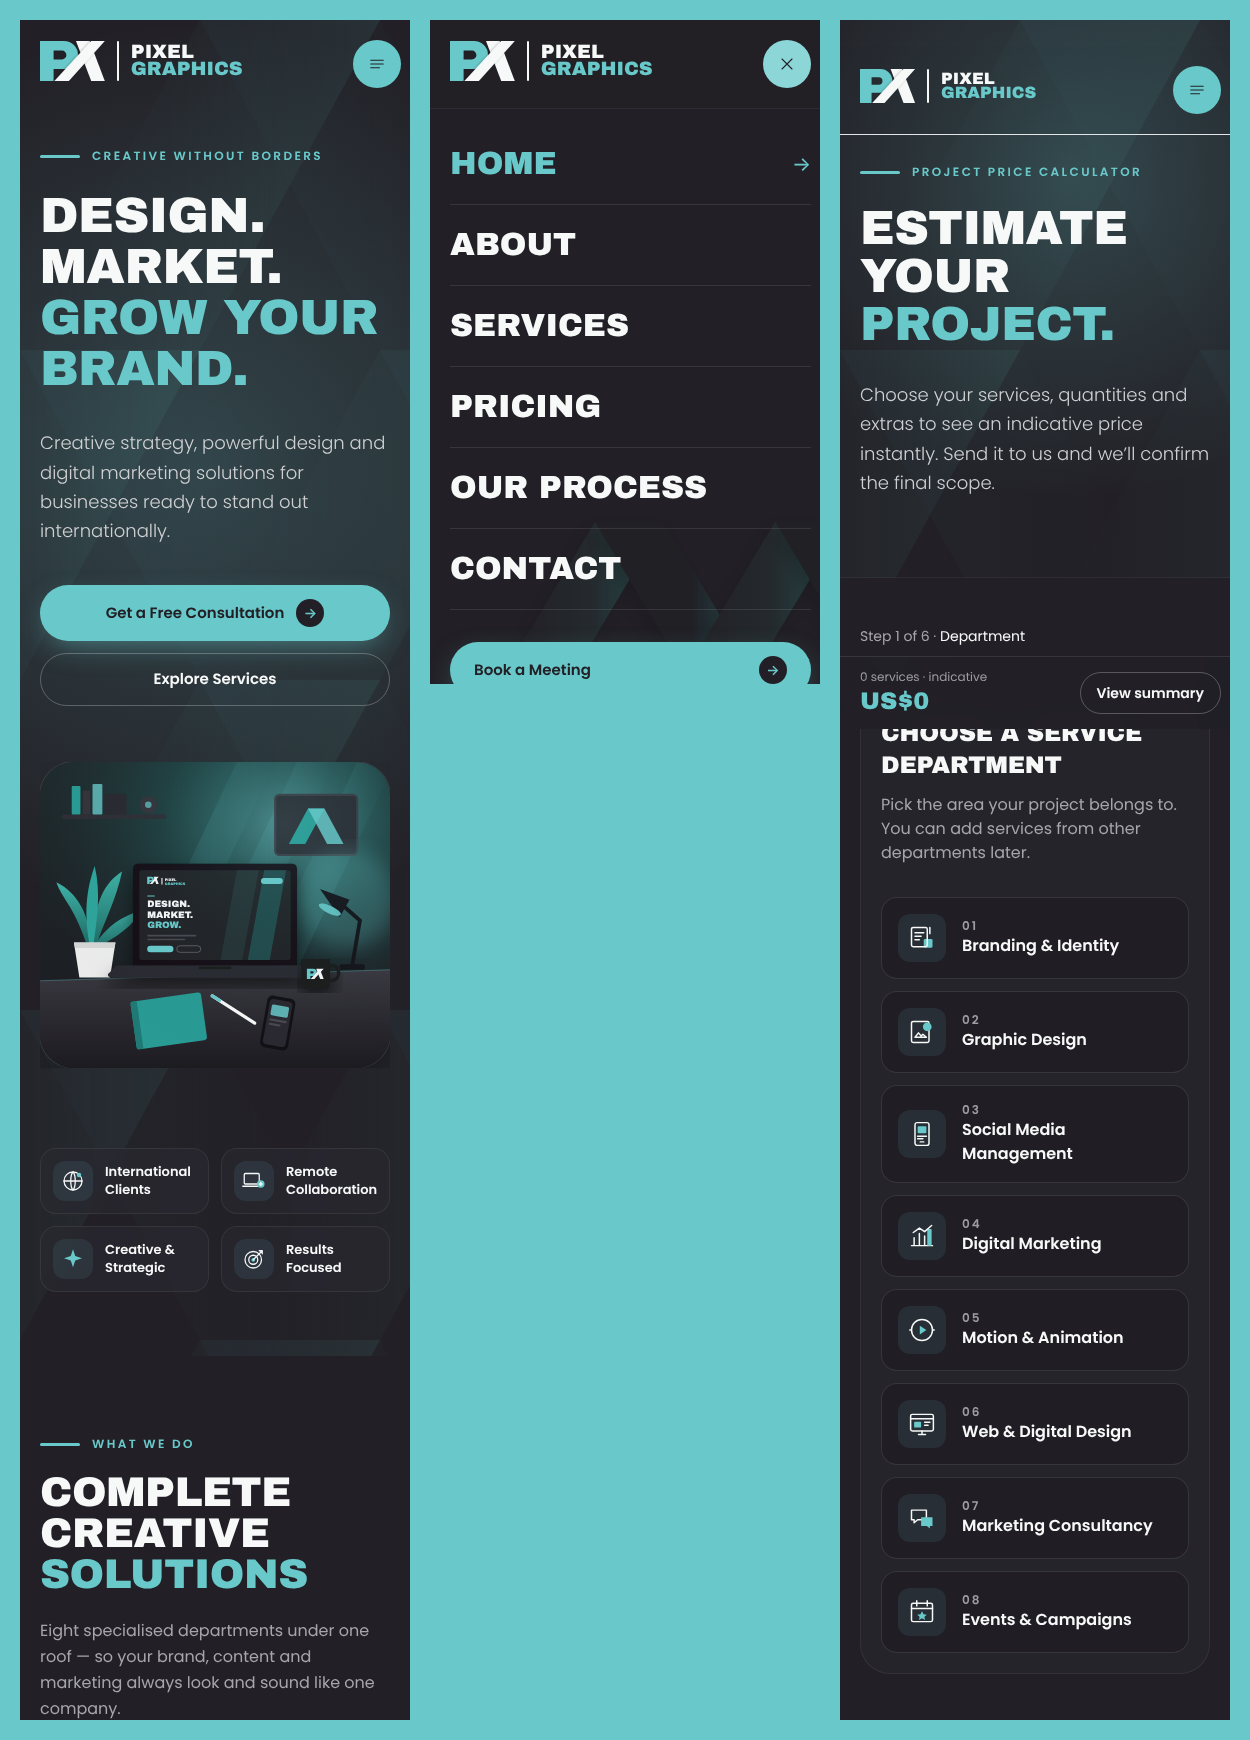 PX PIXEL
GRAPHICS
CREATIVE WITHOUT BORDERS
DESIGN.
MARKET.
GROW YOUR
BRAND.
Creative strategy, powerful design and
digital marketing solutions for
businesses ready to stand out
internationally.
Get a Free Consultation
Explore Services
PX PIXEL
GRAPHICS
DESIGN.
MARKET.
GROW.
PX
International
Clients
Remote
Collaboration
Creative &
Strategic
Results
Focused
WHAT WE DO
COMPLETE
CREATIVE
SOLUTIONS
Eight specialised departments under one
roof — so your brand, content and
marketing always look and sound like one
company.
PX PIXEL
GRAPHICS
HOME
ABOUT
SERVICES
PRICING
OUR PROCESS
CONTACT
Book a Meeting
PX PIXEL
GRAPHICS
PROJECT PRICE CALCULATOR
ESTIMATE
YOUR
PROJECT.
Choose your services, quantities and
extras to see an indicative price
instantly. Send it to us and we’ll confirm
the final scope.
Step 1 of 6 · Department
0 services · indicative
US$0
View summary
CHOOSE A SERVICE
DEPARTMENT
Pick the area your project belongs to.
You can add services from other
departments later.
01
Branding & Identity
02
Graphic Design
03
Social Media
Management
04
Digital Marketing
05
Motion & Animation
06
Web & Digital Design
07
Marketing Consultancy
08
Events & Campaigns